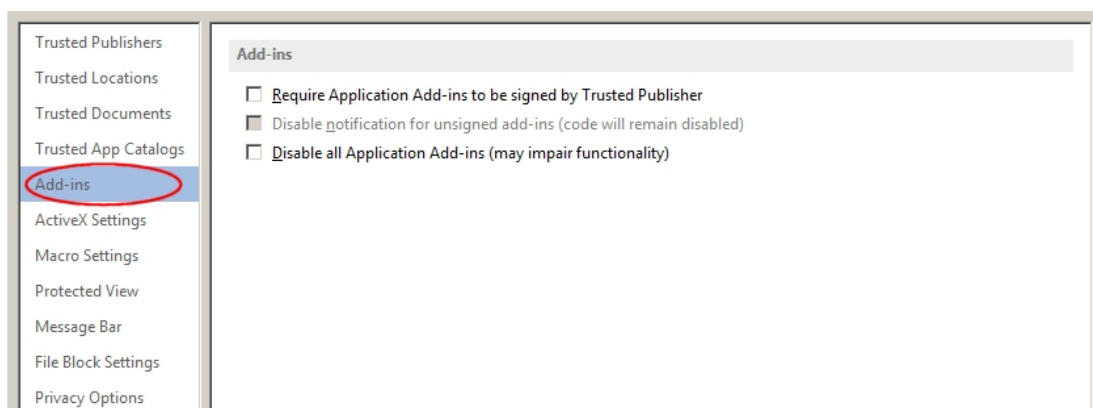 Trusted Publishers
Trusted Locations
Trusted Documents
Trusted App Catalogs
Add-ins
ActiveX Settings
Macro Settings
Protected View
Message Bar
File Block Settings
Privacy Options
Add-ins
Require Application Add-ins to be signed by Trusted Publisher
Disable notification for unsigned add-ins (code will remain disabled)
Disable all Application Add-ins (may impair functionality)